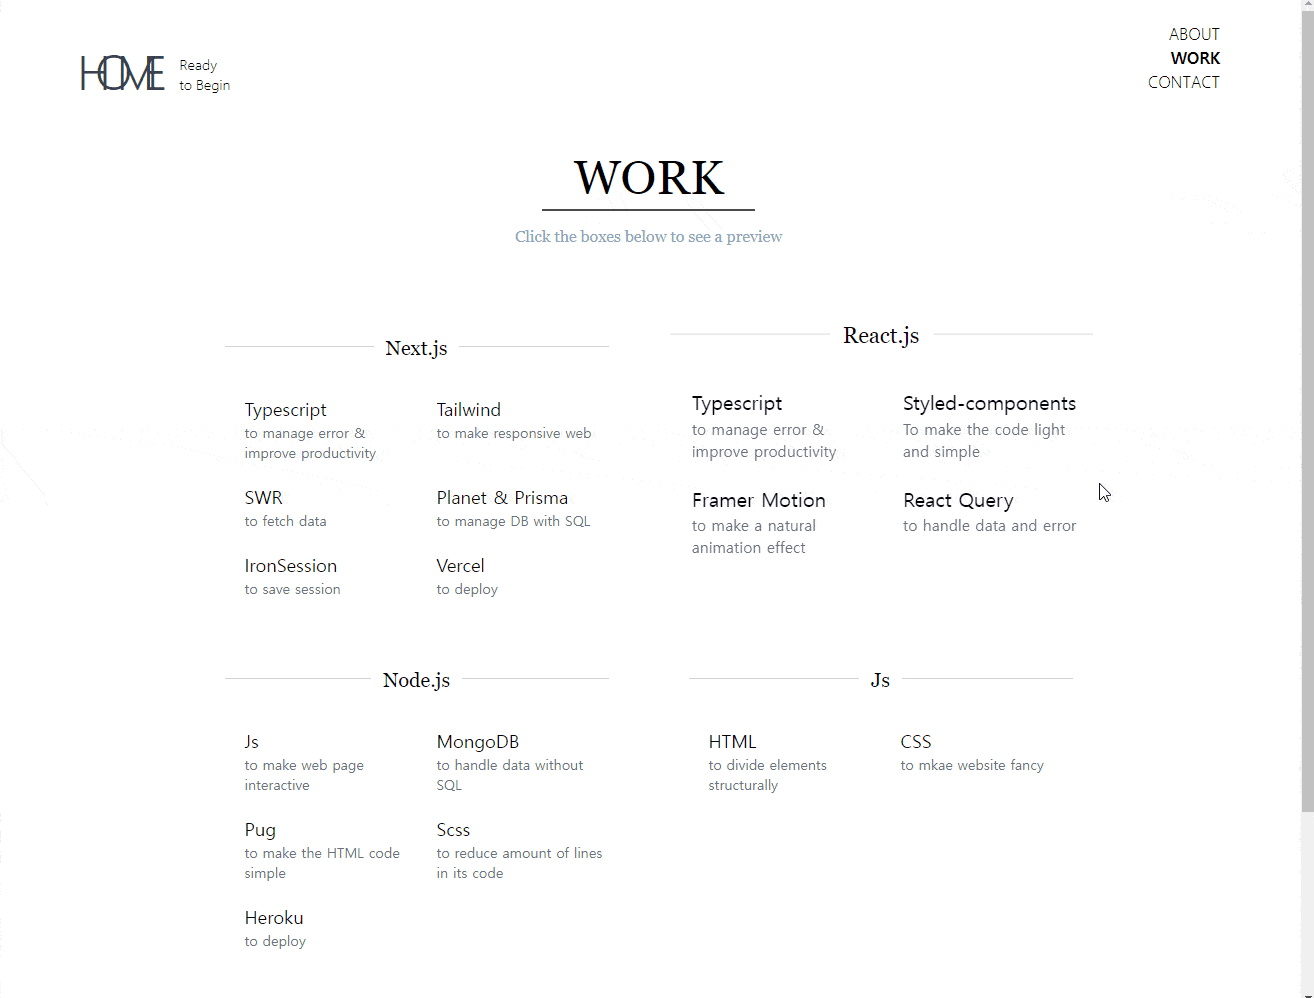 HOME
Ready
to Begin
ABOUT
WORK
CONTACT
WORK
Click the boxes below to see a preview
Next.js
Typescript
to manage error &
improve productivity
Tailwind
to make responsive web
SWR
to fetch data
Planet & Prisma
to manage DB with SQL
IronSession
to save session
Vercel
to deploy
React.js
Typescript
to manage error &
improve productivity
Styled-components
To make the code light
and simple
Framer Motion
to make a natural
animation effect
React Query
to handle data and error
Node.js
Js
to make web page
interactive
MongoDB
to handle data without
SQL
Pug
to make the HTML code
simple
Scss
to reduce amount of lines
in its code
Heroku
to deploy
Js
HTML
to divide elements
structurally
CSS
to mkae website fancy